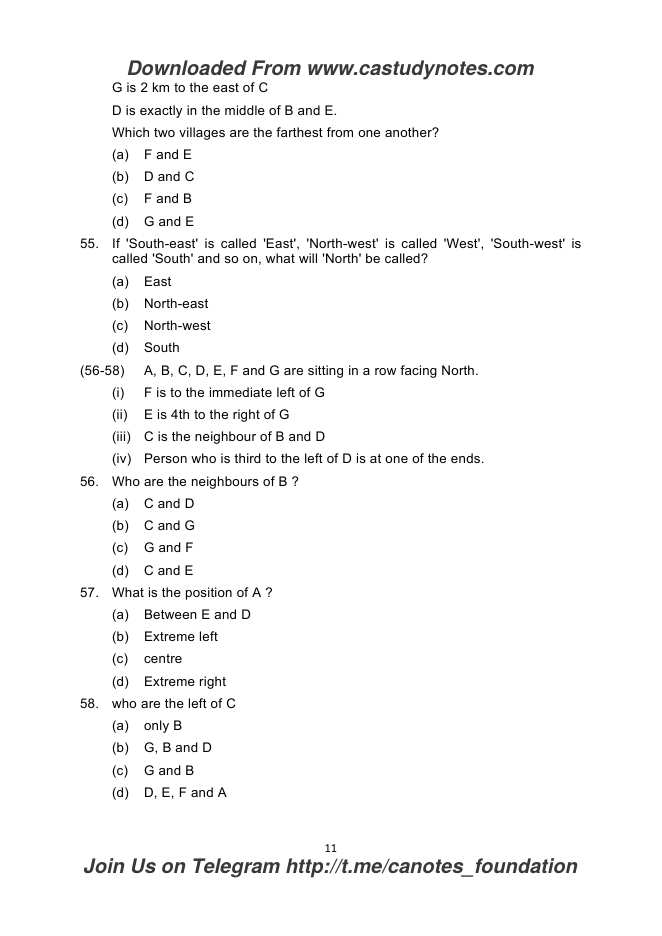 Downloaded From www.castudynotes.com
G is 2 km to the east of C
D is exactly in the middle of B and E.
Which two villages are the farthest from one another?
(a) F and E
(b) D and C
(c) F and B
(d) G and E
55. If 'South-east' is called 'East', 'North-west' is called 'West', 'South-west' is
called 'South' and so on, what will 'North' be called?
(a) East
(b) North-east
(c) North-west
(d) South
(56-58) A, B, C, D, E, F and G are sitting in a row facing North.
(i) F is to the immediate left of G
(ii) E is 4th to the right of G
(iii) C is the neighbour of B and D
(iv) Person who is third to the left of D is at one of the ends.
56. Who are the neighbours of B ?
(a) C and D
(b) C and G
(c) G and F
(d) C and E
57. What is the position of A ?
(a) Between E and D
(b) Extreme left
(c) centre
(d) Extreme right
58. who are the left of C
(a) only B
(b) G, B and D
(c) G and B
(d) D, E, F and A
11
Join Us on Telegram http://t.me/canotes_foundation